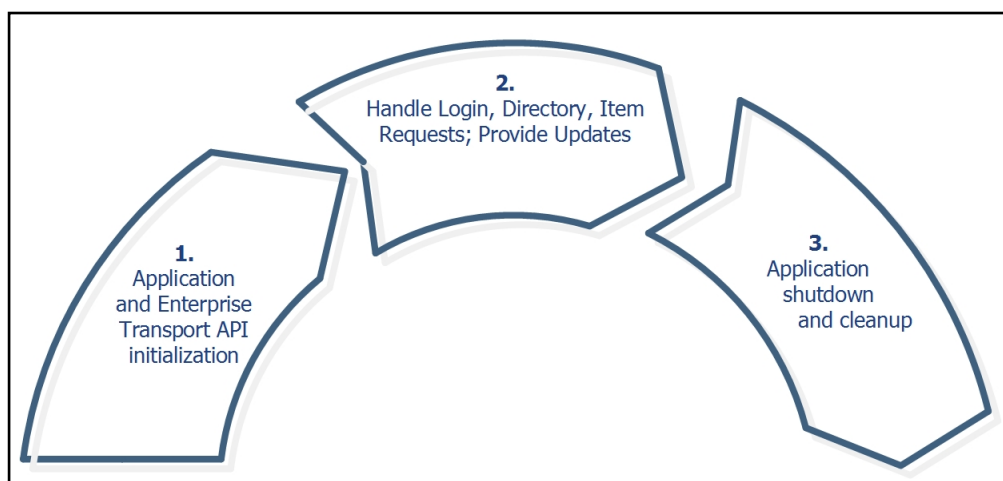 1.
Application
and Enterprise
Transport API
initialization
2.
Handle Login, Directory, Item
Requests; Provide Updates
3.
Application
shutdown
and cleanup